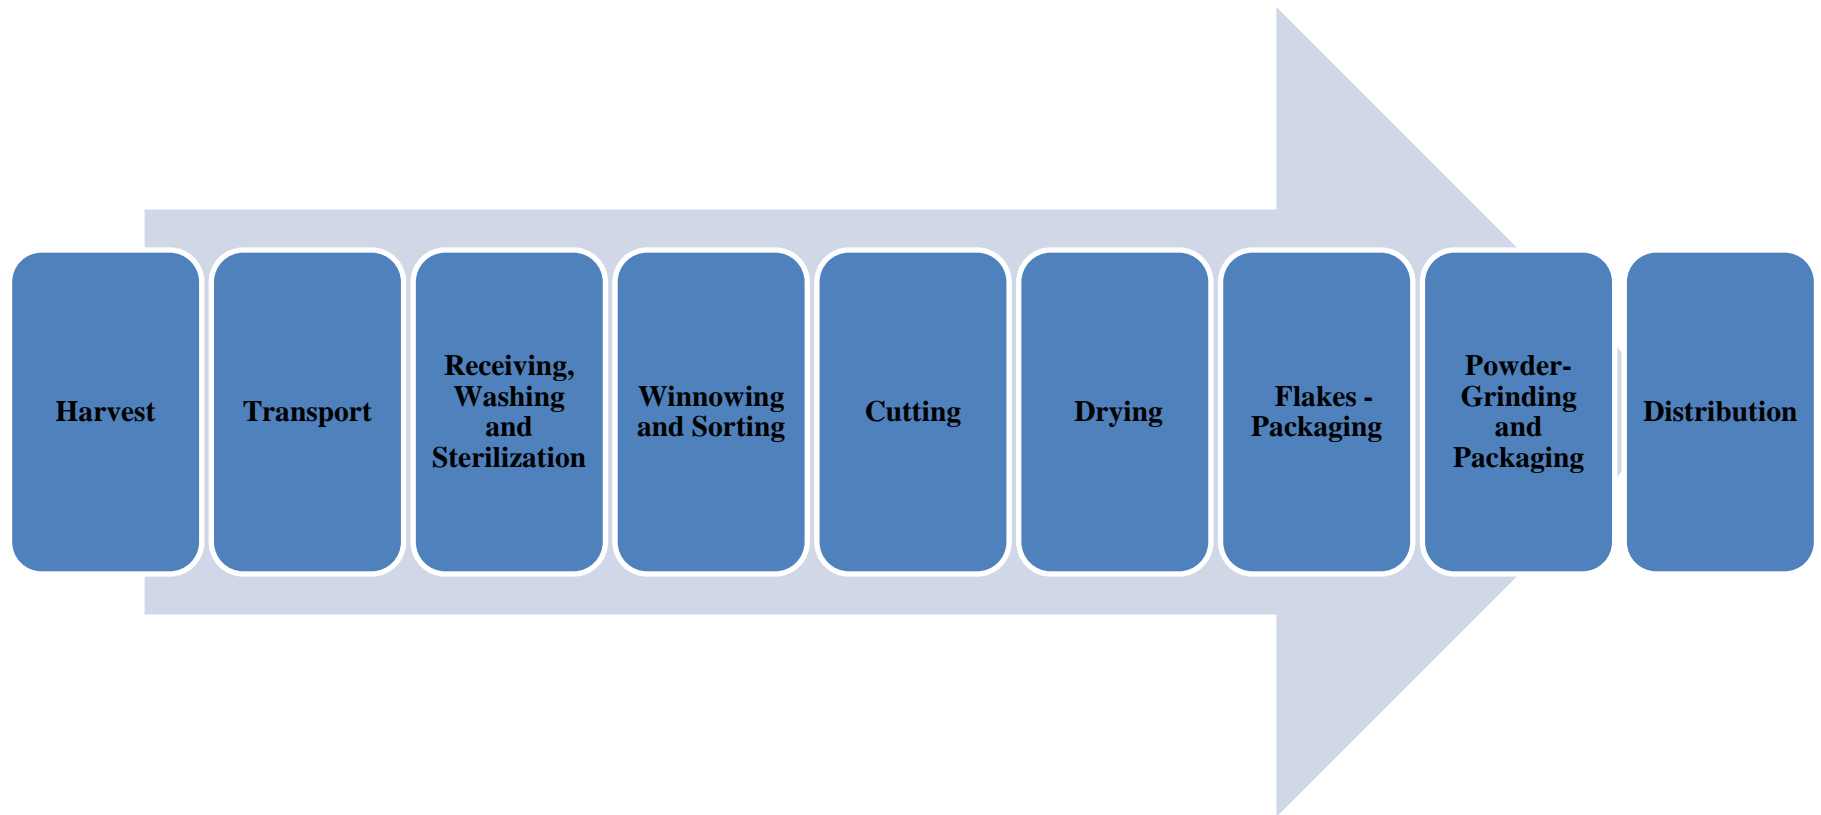 Harvest
Transport
Receiving,
Washing
and
Sterilization
Winnowing
and Sorting
Cutting
Drying
Flakes -
Packaging
Powder-
Grinding
and
Packaging
Distribution